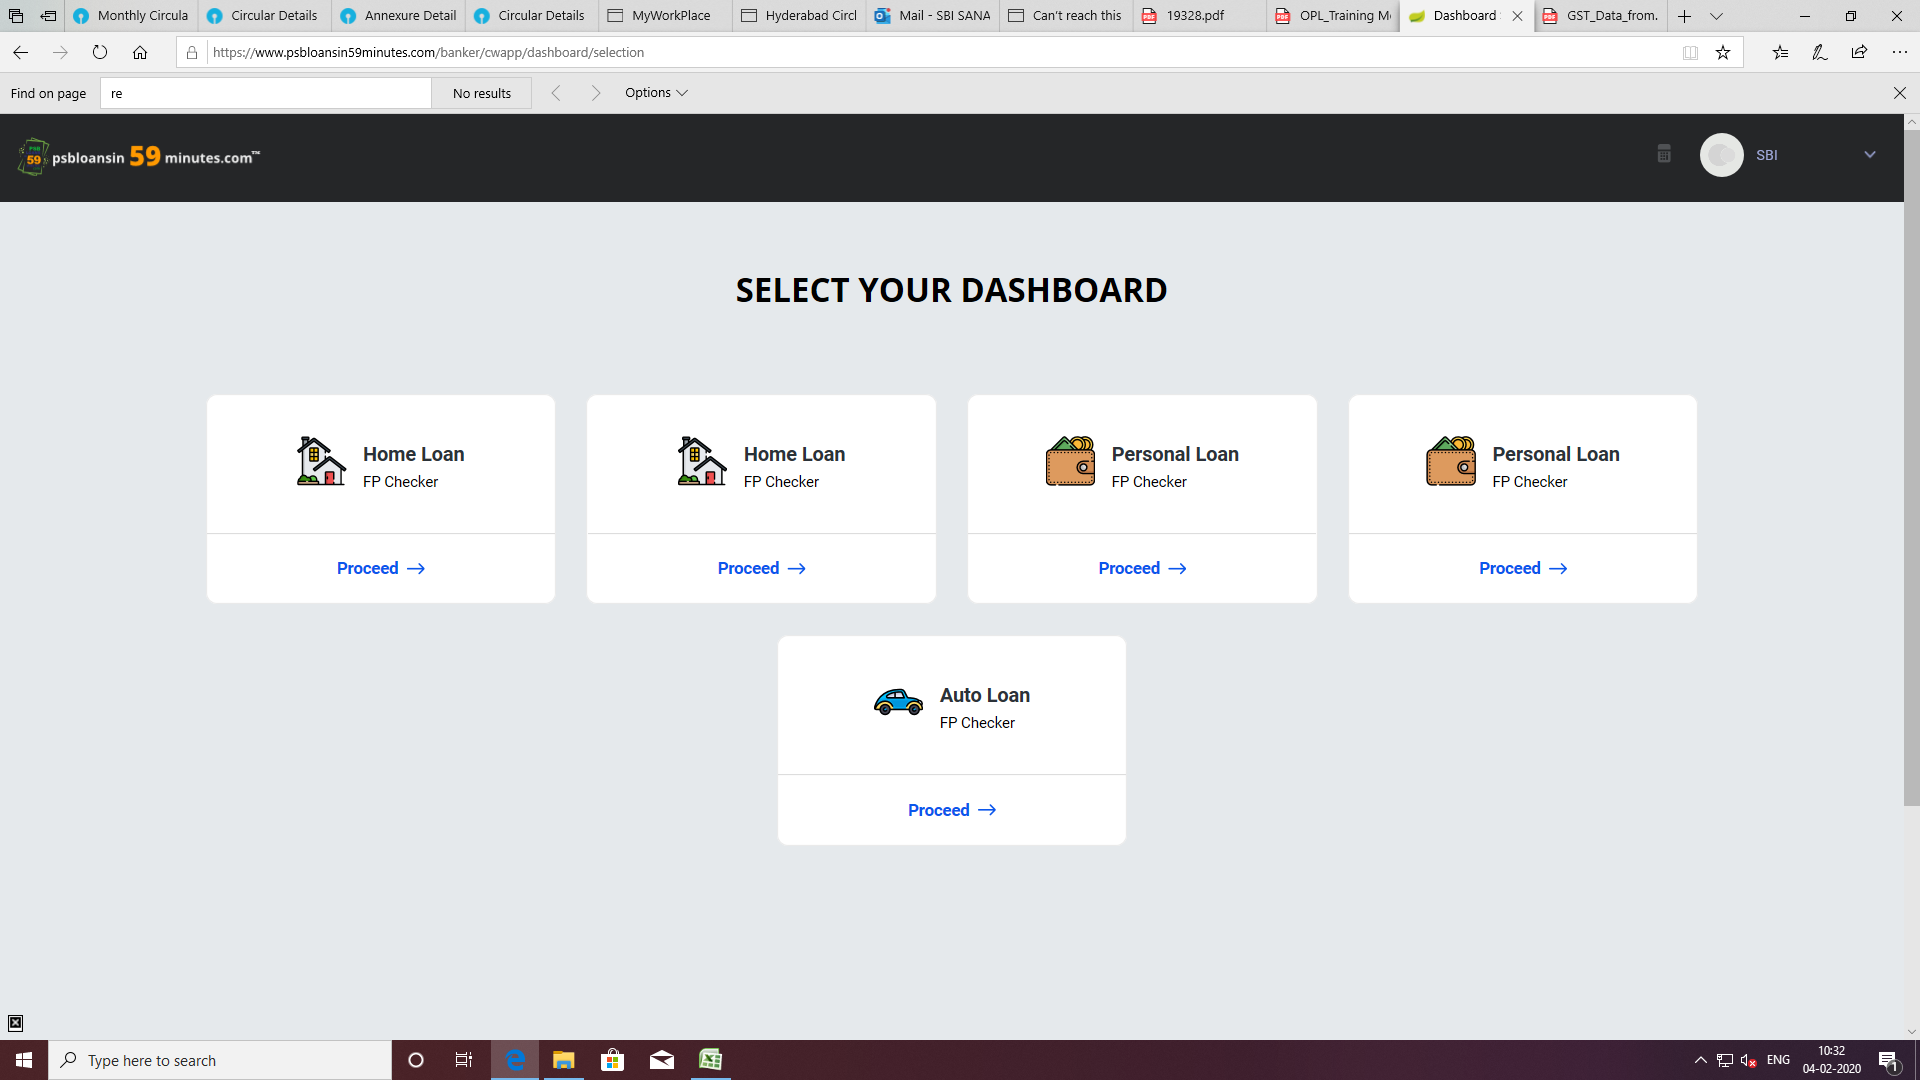 Monthly Circula
Circular Details
Annexure Detail
Circular Details
MyWorkPlace
Hyderabad Circl
Mail - SBI SANA
Can't reach this
19328.pdf
OPL_Training Mo
Dashboard
GST_Data_from.
https://www.psbloansin59minutes.com/banker/cwapp/dashboard/selection
Find on page
re
No results
Options
PSB
59
psbloansin 59 minutes.com™
SBI
SELECT YOUR DASHBOARD
Home Loan
FP Checker
Proceed
Home Loan
FP Checker
Proceed
Personal Loan
FP Checker
Proceed
Personal Loan
FP Checker
Proceed
Auto Loan
FP Checker
Proceed
Type here to search
ENG
10:32
04-02-2020
1